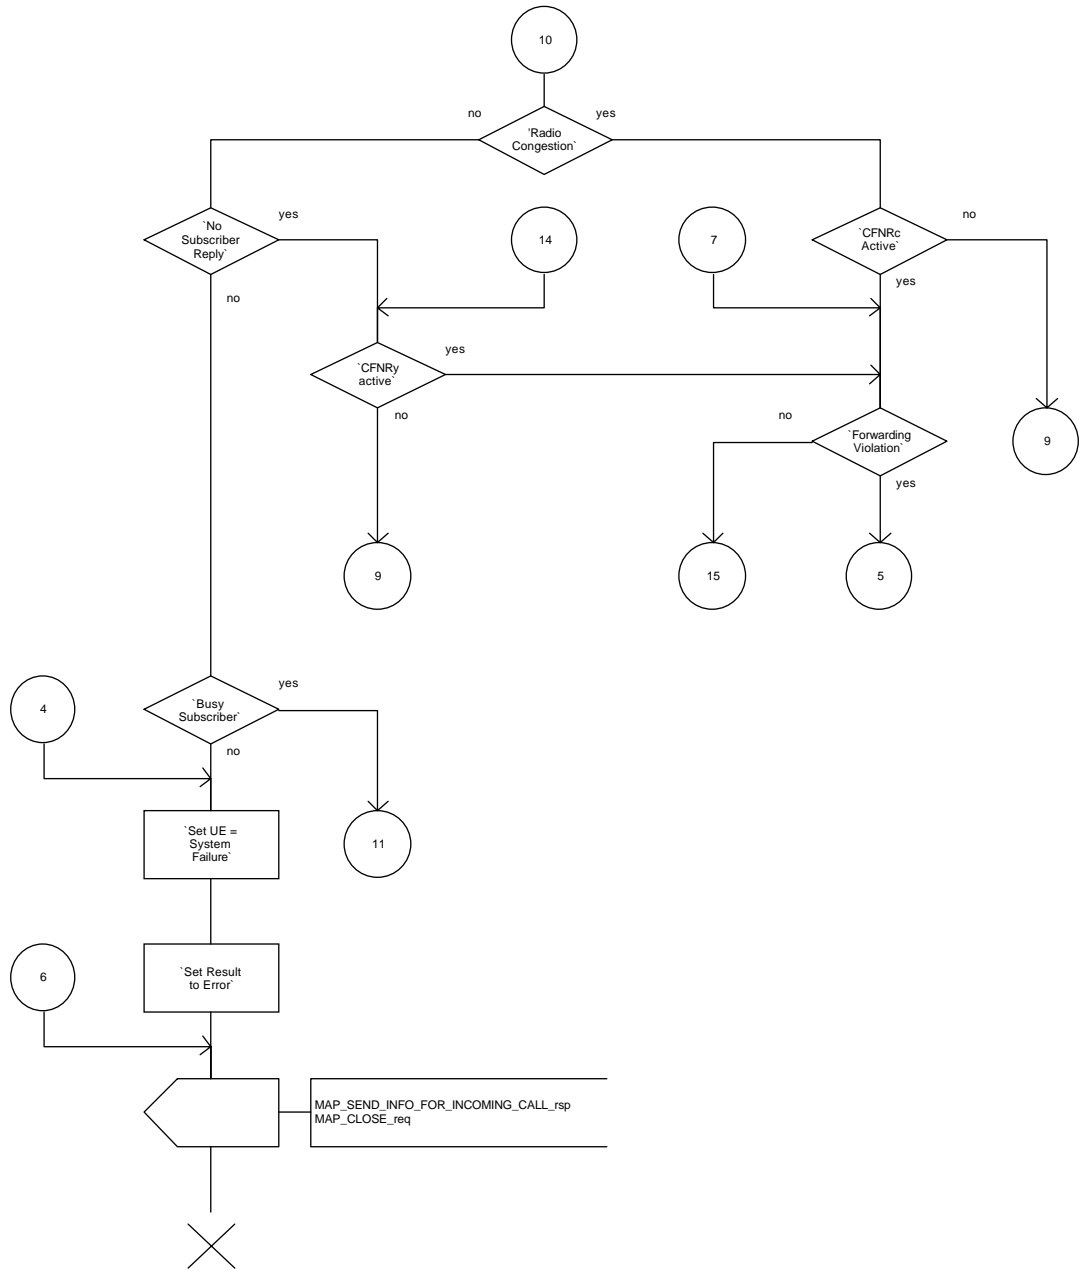 10
no
yes
'Radio
Congestion`
`No
Subscriber
Reply`
yes
no
14
7
`CFNRc
Active`
no
yes
`CFNRy
active`
yes
no
no
`Forwarding
Violation`
yes
9
9
15
5
4
`Busy
Subscriber`
yes
no
`Set UE =
System
Failure`
11
6
`Set Result
to Error`
MAP_SEND_INFO_FOR_INCOMING_CALL_rsp
MAP_CLOSE_req